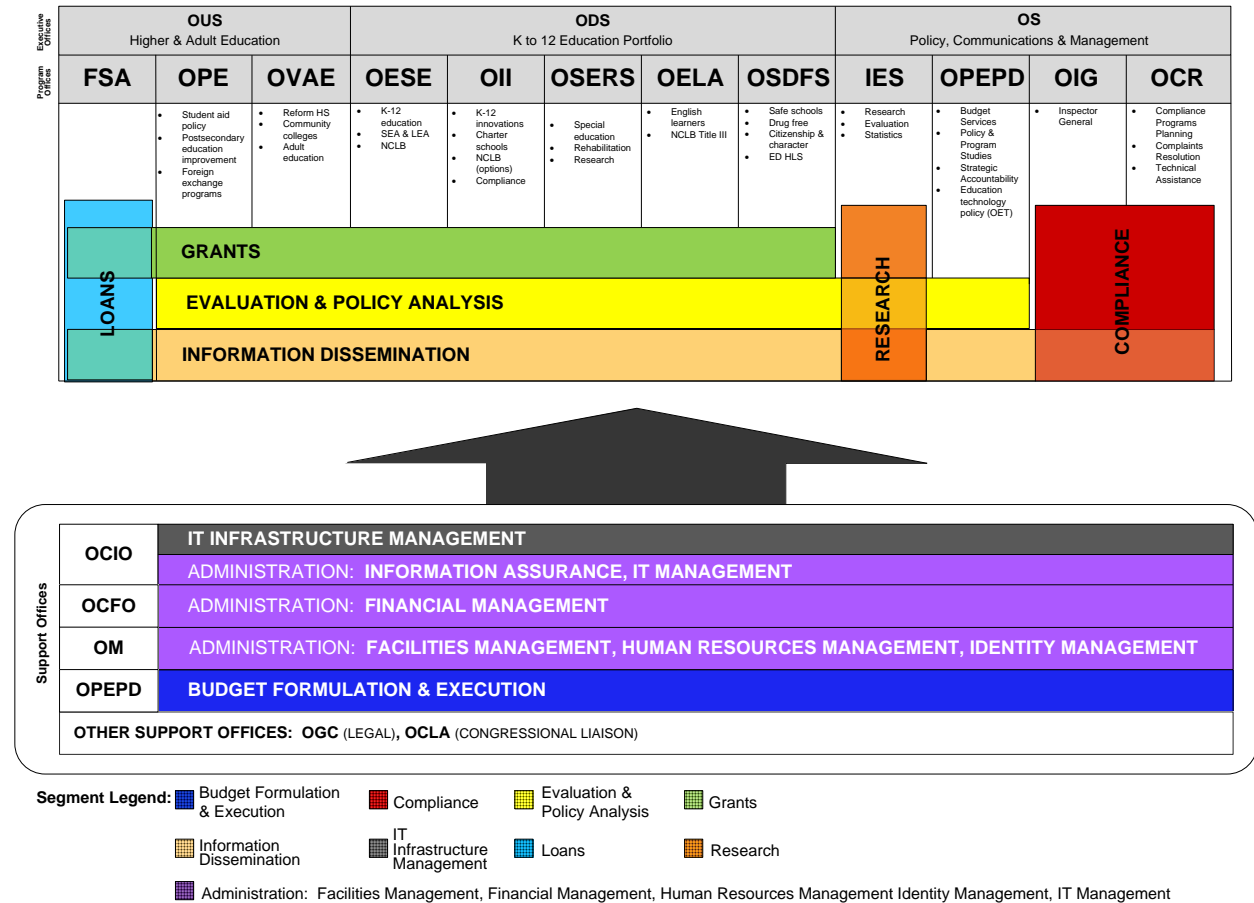 Executive
Offices
OUS
Higher & Adult Education
ODS
K to 12 Education Portfolio
OS
Policy, Communications & Management
Program
Offices
FSA
OPE
OVAE
OESE
OII
OSERS
OELA
OSDFS
IES
OPEPD
OIG
OCR
• Student aid
policy
• Postsecondary
education
improvement
• Foreign
exchange
programs
• Reform HS
• Community
colleges
• Adult
education
• K-12
education
• SEA & LEA
• NCLB
• K-12
innovations
• Charter
schools
• NCLB
(options)
• Compliance
• Special
education
• Rehabilitation
• Research
• English
learners
• NCLB Title III
• Safe schools
• Drug free
• Citizenship &
character
• ED HLS
• Research
• Evaluation
• Statistics
• Budget
Services
• Policy &
Program
Studies
• Strategic
Accountability
• Education
technology
policy (OET)
• Inspector
General
• Compliance
Programs
Planning
• Complaints
Resolution
• Technical
Assistance
LOANS
GRANTS
EVALUATION & POLICY ANALYSIS
INFORMATION DISSEMINATION
RESEARCH
COMPLIANCE
Support Offices
OCIO
IT INFRASTRUCTURE MANAGEMENT
ADMINISTRATION: INFORMATION ASSURANCE, IT MANAGEMENT
OCFO
ADMINISTRATION: FINANCIAL MANAGEMENT
OM
ADMINISTRATION: FACILITIES MANAGEMENT, HUMAN RESOURCES MANAGEMENT, IDENTITY MANAGEMENT
OPEPD
BUDGET FORMULATION & EXECUTION
OTHER SUPPORT OFFICES: OGC (LEGAL), OCLA (CONGRESSIONAL LIAISON)
Segment Legend:
Budget Formulation
& Execution
Compliance
Evaluation &
Policy Analysis
Grants
Information
Dissemination
IT
Infrastructure
Management
Loans
Research
Administration: Facilities Management, Financial Management, Human Resources Management Identity Management, IT Management